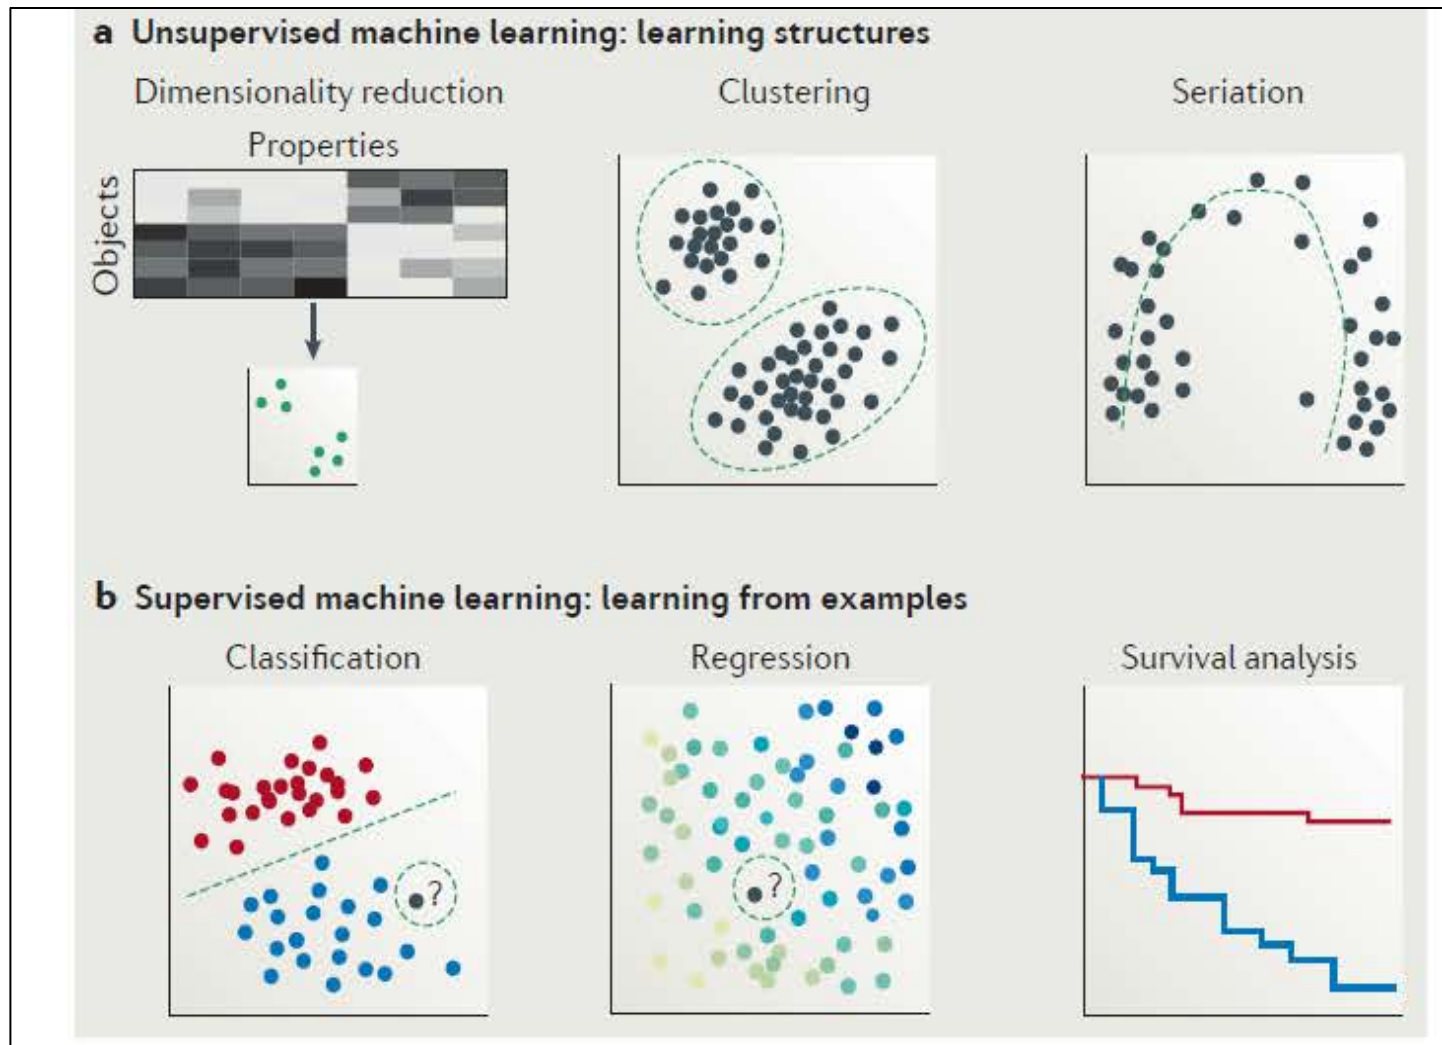 a Unsupervised machine learning: learning structures
Dimensionality reduction
Properties
Objects
Clustering
Seriation
b Supervised machine learning: learning from examples
Classification
?
Regression
?
Survival analysis